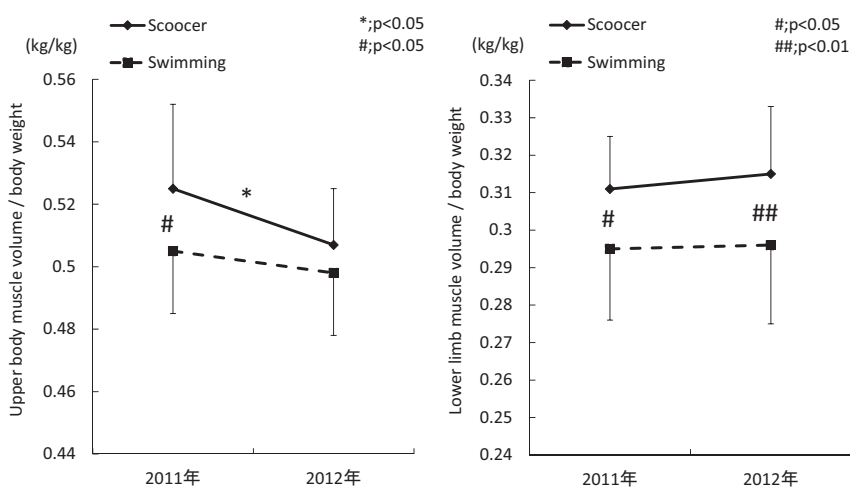 Scoocer
*;p<0.05
(kg/kg)
#;p<0.05
Swimming
0.56
0.54
0.52
0.5
0.48
0.46
0.44
Upper body muscle volume / body weight
*
#
2011年
2012年
Scoocer
#;p<0.05
(kg/kg)
##;p<0.01
Swimming
0.34
0.33
0.32
0.31
0.3
0.29
0.28
0.27
0.26
0.25
0.24
Lower limb muscle volume / body weight
#
##
2011年
2012年